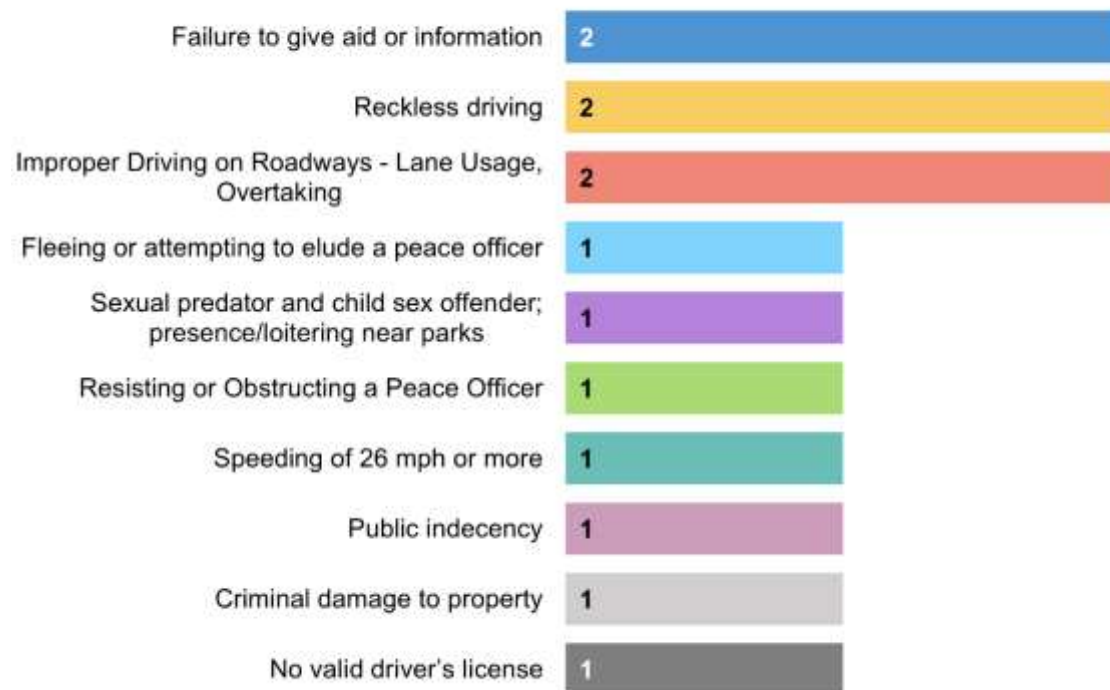 Failure to give aid or information 2
Reckless driving 2
Improper Driving on Roadways - Lane Usage,
Overtaking 2
Fleeing or attempting to elude a peace officer 1
Sexual predator and child sex offender;
presence/loitering near parks 1
Resisting or Obstructing a Peace Officer 1
Speeding of 26 mph or more 1
Public indecency 1
Criminal damage to property 1
No valid driver's license 1